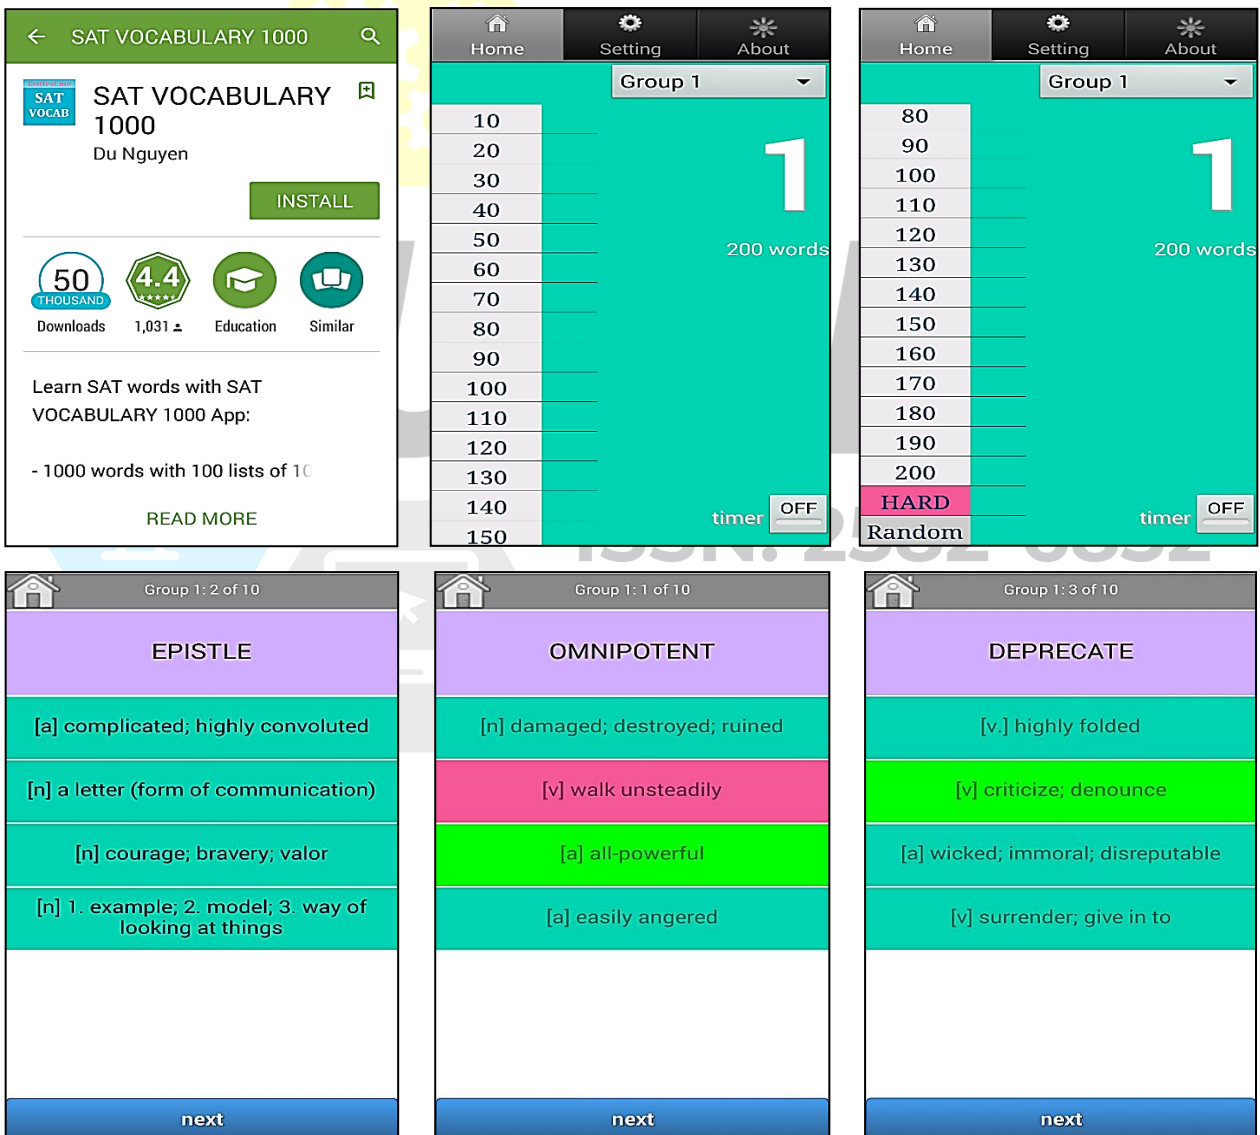 SAT VOCABULARY 1000
fasttest.me
SAT
VOCAB
SAT VOCABULARY
1000
Du Nguyen
INSTALL
50
THOUSAND
Downloads
4.4
1,031
Education
Similar
Learn SAT words with SAT
VOCABULARY 1000 App:
- 1000 words with 100 lists of 10
READ MORE
Home
Setting
About
Group 1
10
20
30
40
50
60
70
80
90
100
110
120
130
140
150
1
200 words
timer
OFF
Home
Setting
About
Group 1
80
90
100
110
120
130
140
150
160
170
180
190
200
HARD
Random
1
200 words
timer
OFF
ISSN: 2582-6832
Group 1: 2 of 10
EPISTLE
[a] complicated; highly convoluted
[n] a letter (form of communication)
[n] courage; bravery; valor
[n] 1. example; 2. model; 3. way of
looking at things
next
Group 1: 1 of 10
OMNIPOTENT
[n] damaged; destroyed; ruined
[v] walk unsteadily
[a] all-powerful
[a] easily angered
next
Group 1: 3 of 10
DEPRECATE
[v.] highly folded
[v] criticize; denounce
[a] wicked; immoral; disreputable
[v] surrender; give in to
next